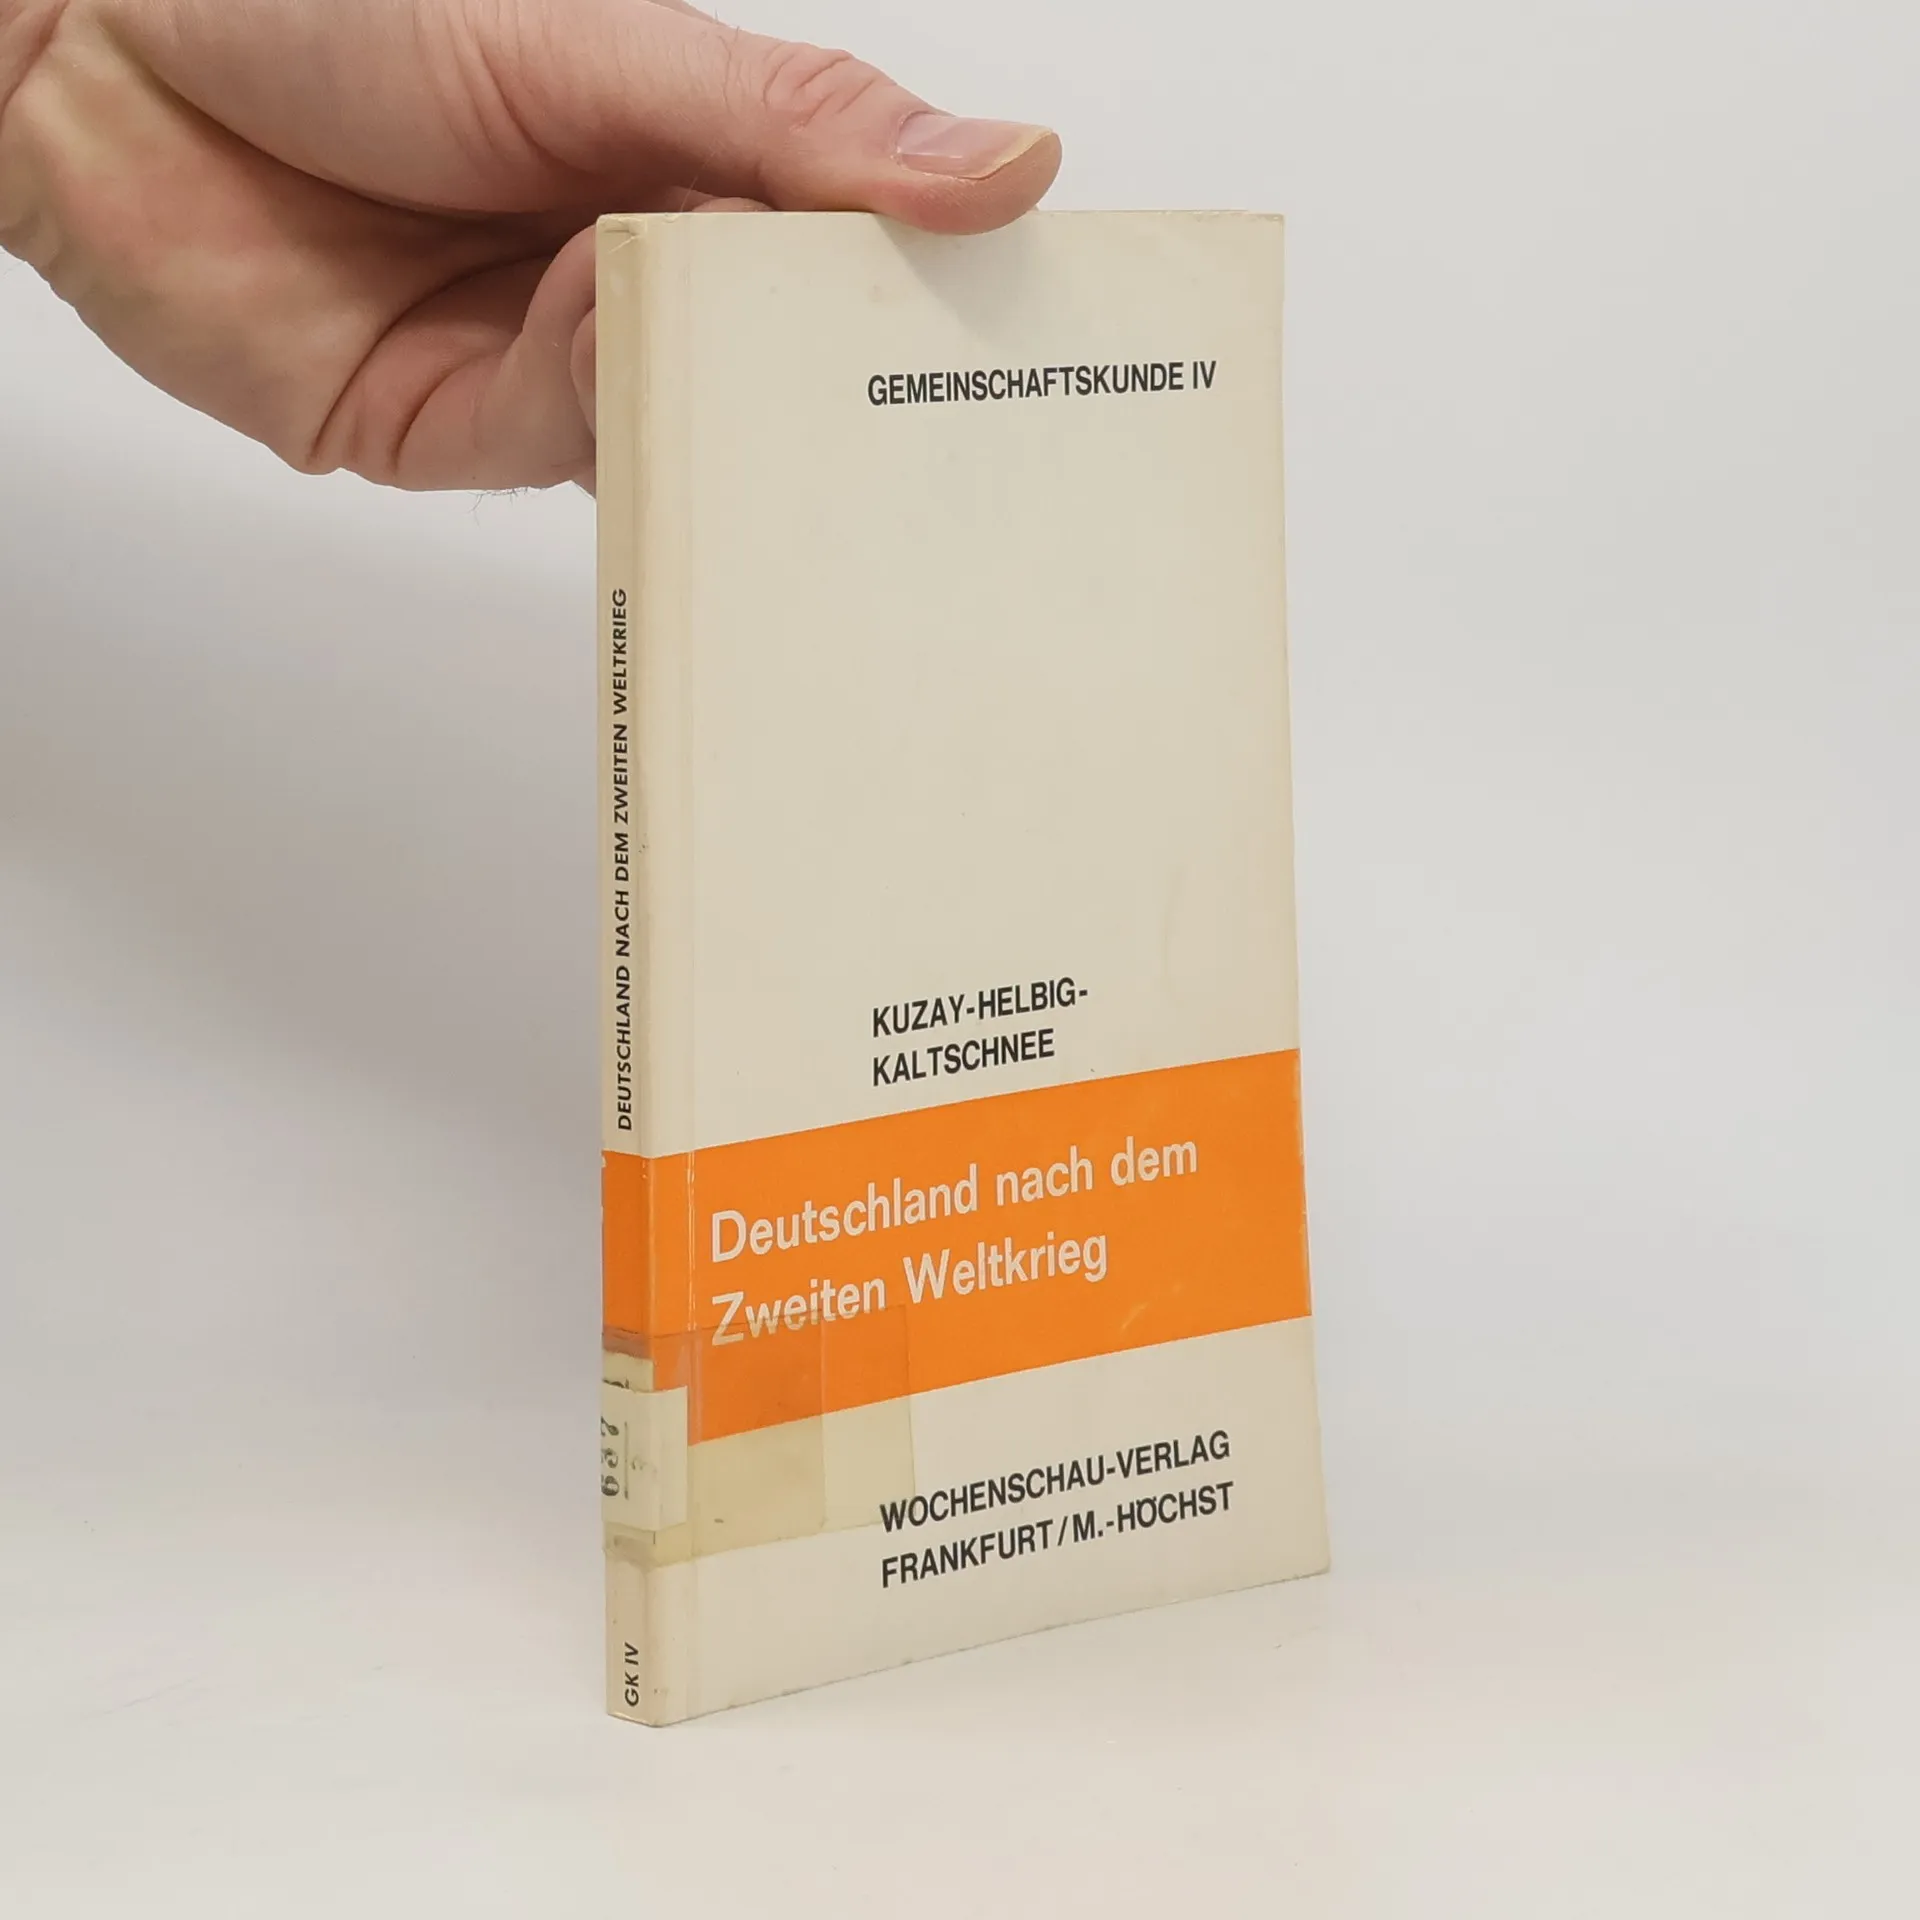 GEMEINSCHAFTSKUNDE IV
KUZAY-HELBIG-
KALTSCHNEE
Deutschland nach dem
Zweiten Weltkrieg
WOCHENSCHAU-VERLAG
FRANKFURT/M.-HÖCHST
DEUTSCHLAND NACH DEM ZWEITEN WELTKRIEG
GK IV